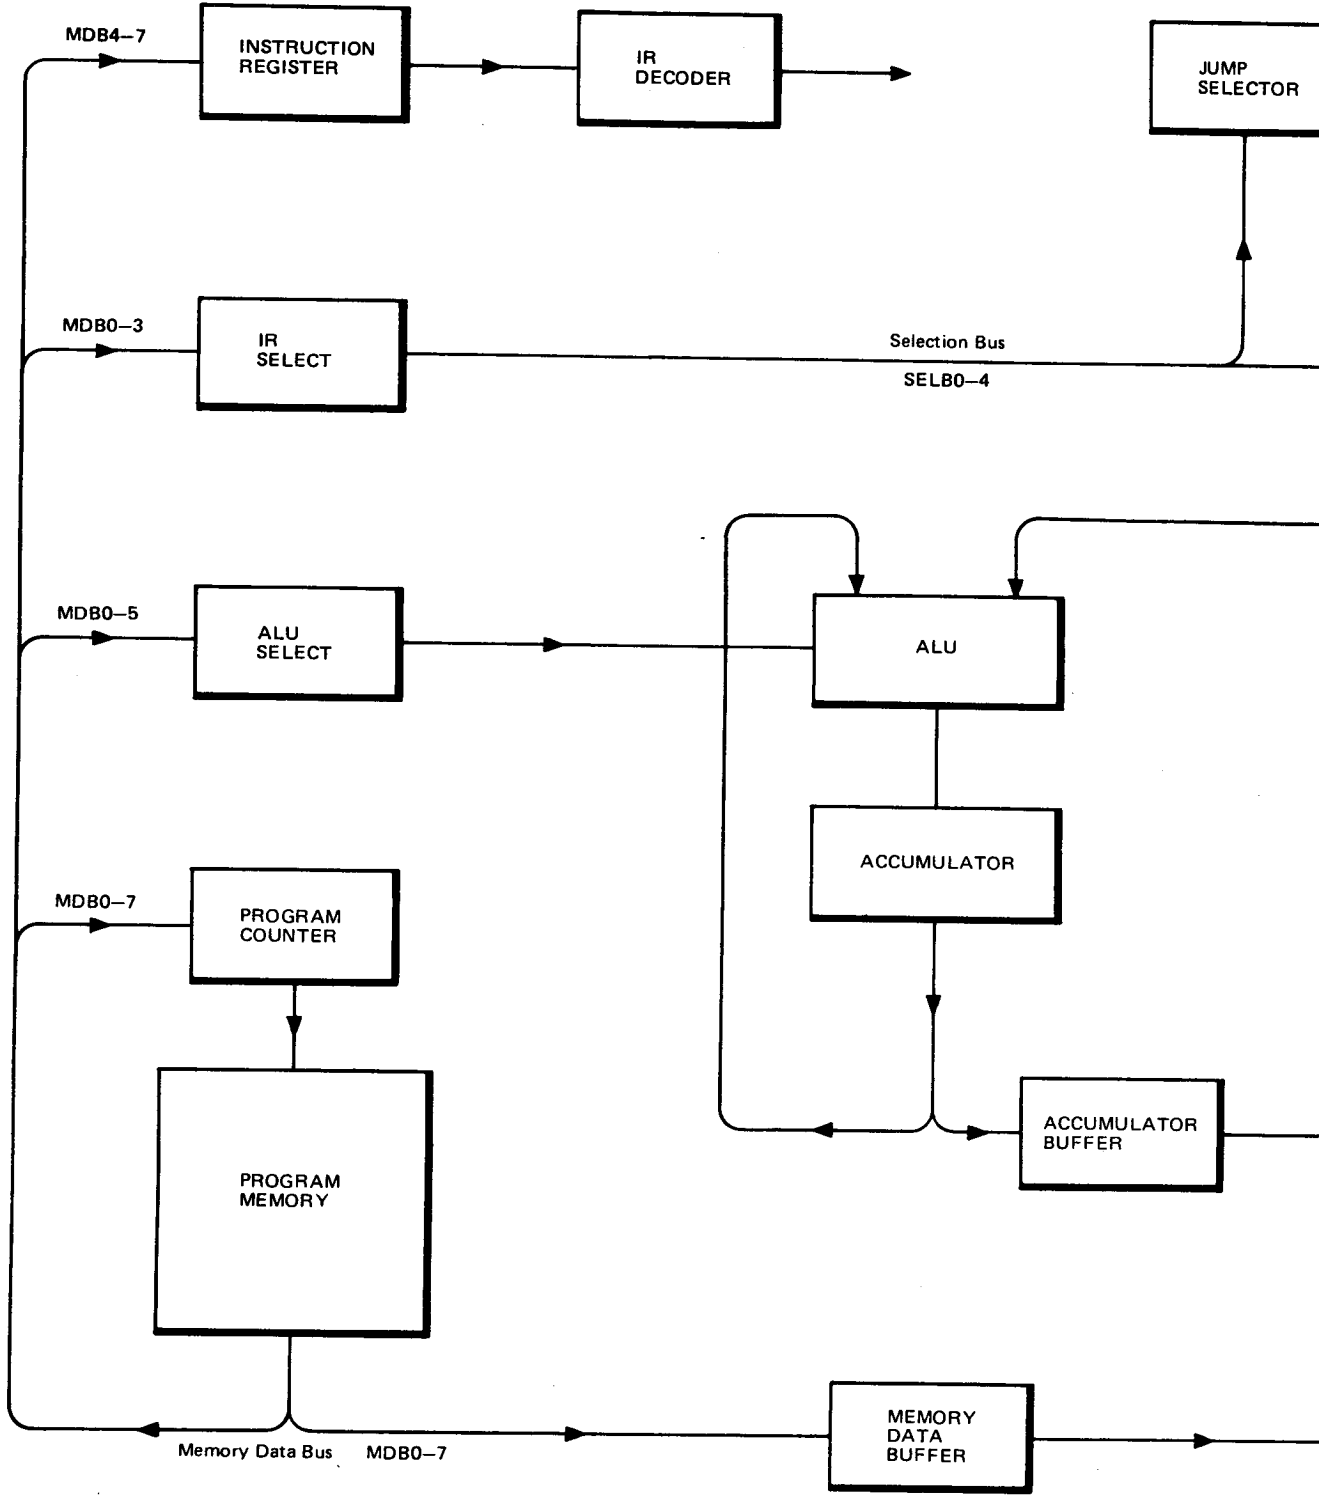 MDB4–7
INSTRUCTION
REGISTER
IR
DECODER
JUMP
SELECTOR
MDB0–3
IR
SELECT
Selection Bus
SELB0–4
MDB0–5
ALU
SELECT
ALU
ACCUMULATOR
MDB0–7
PROGRAM
COUNTER
ACCUMULATOR
BUFFER
PROGRAM
MEMORY
Memory Data Bus MDB0–7
MEMORY
DATA
BUFFER